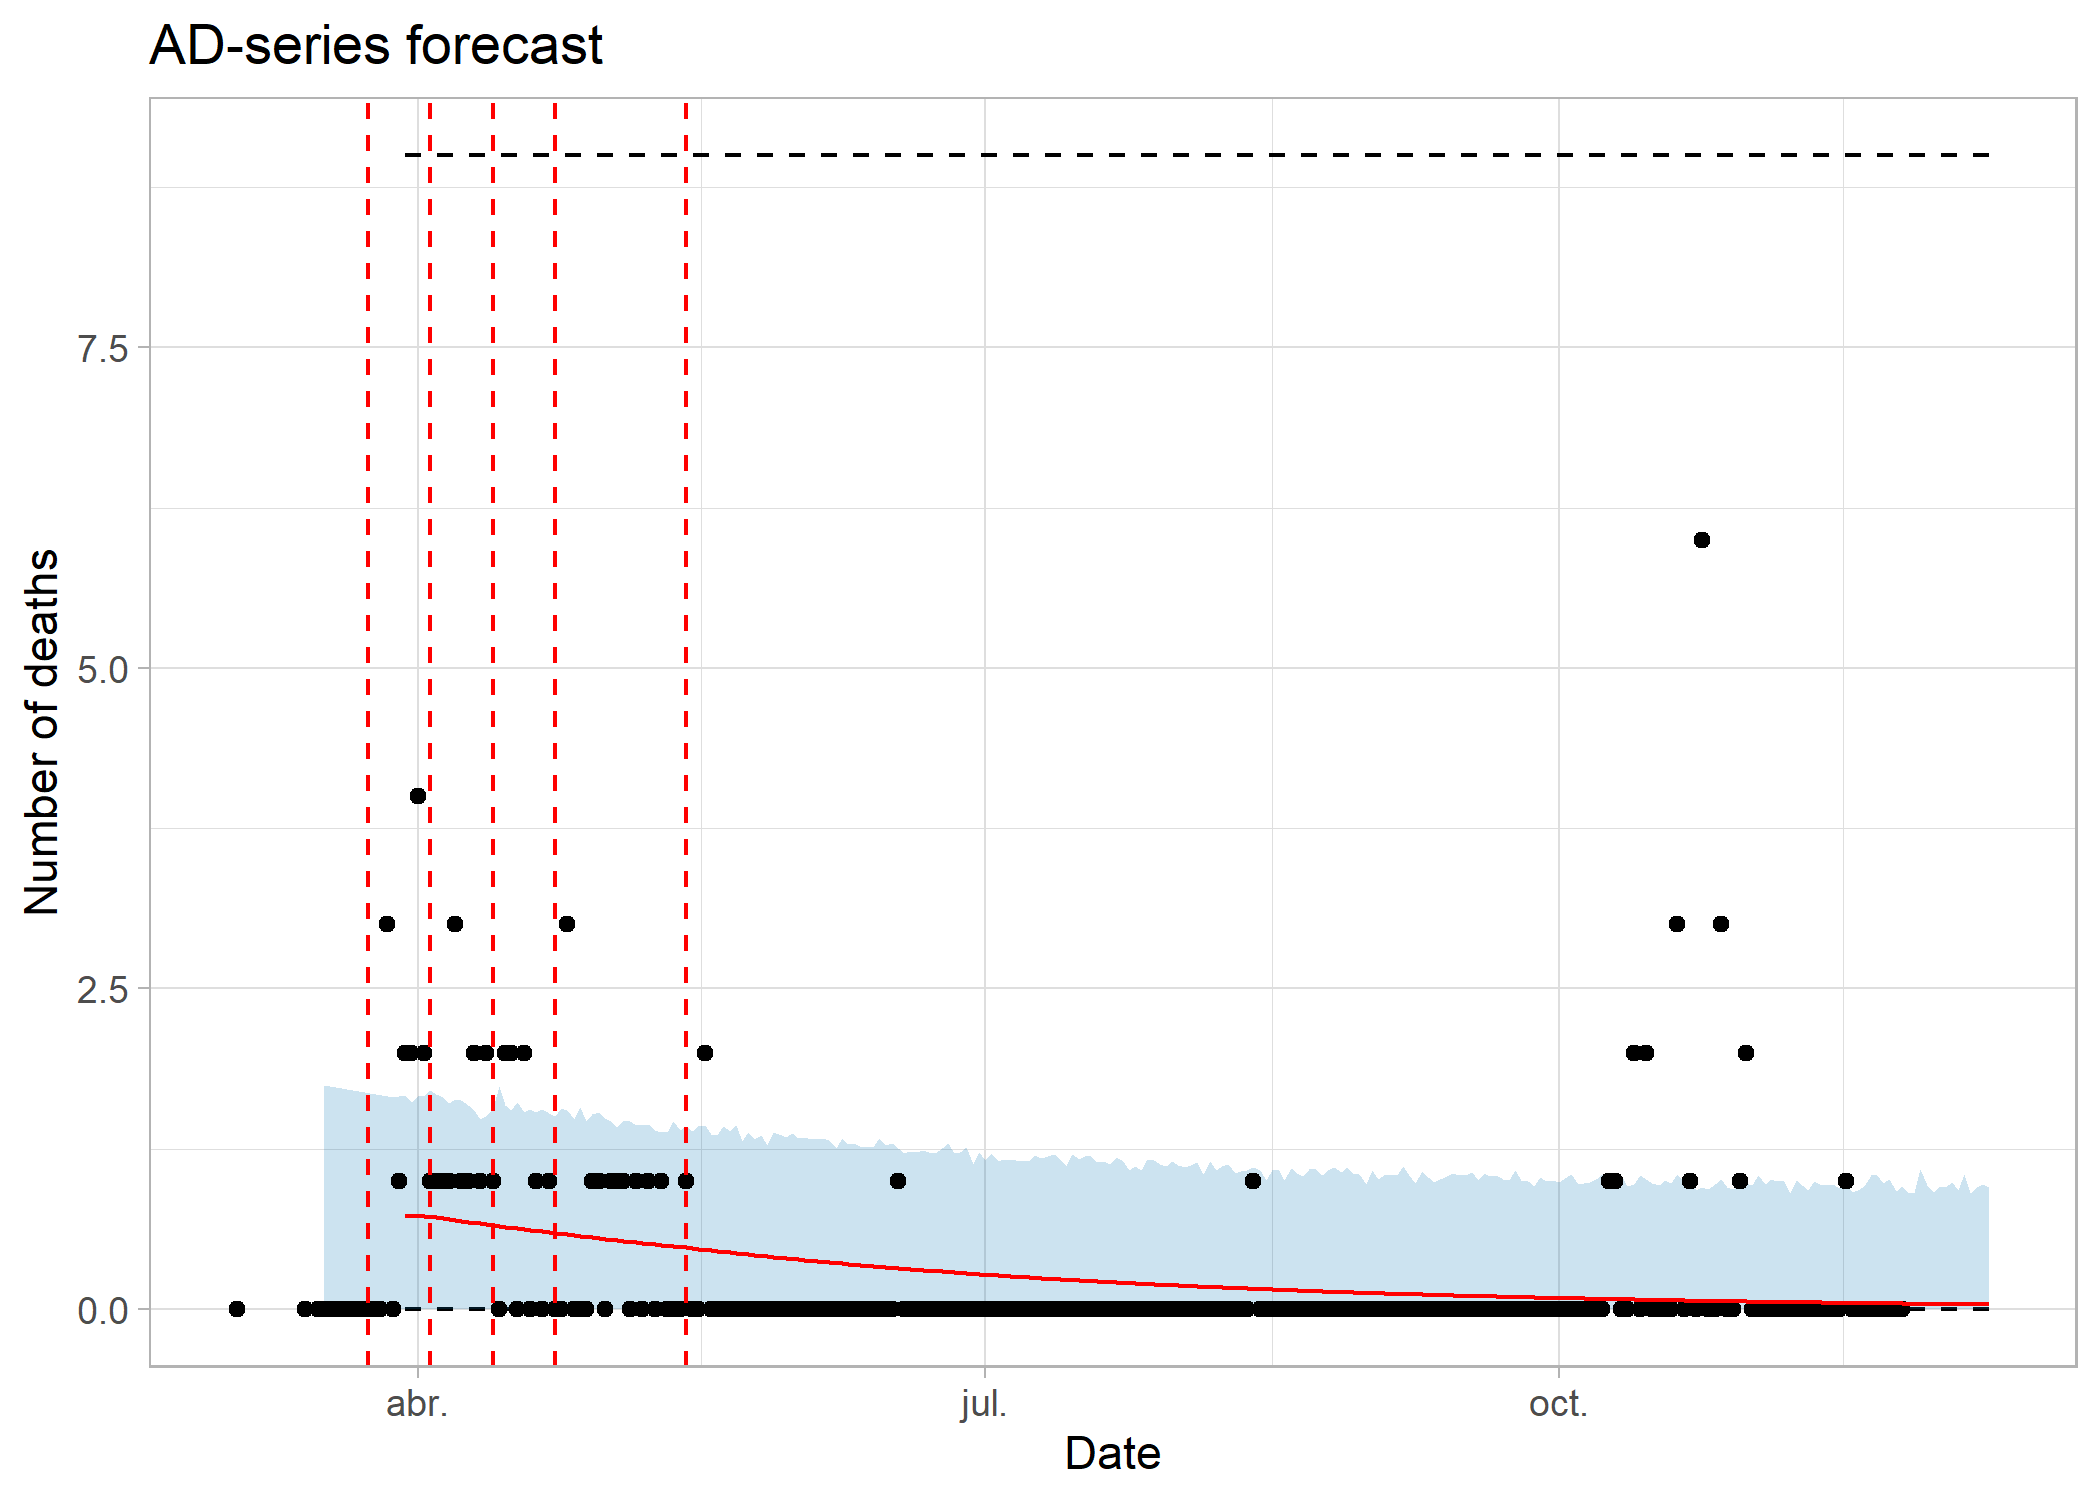 AD-series forecast
Number of deaths
7.5
5.0
2.5
0.0
abr.
jul.
oct.
Date